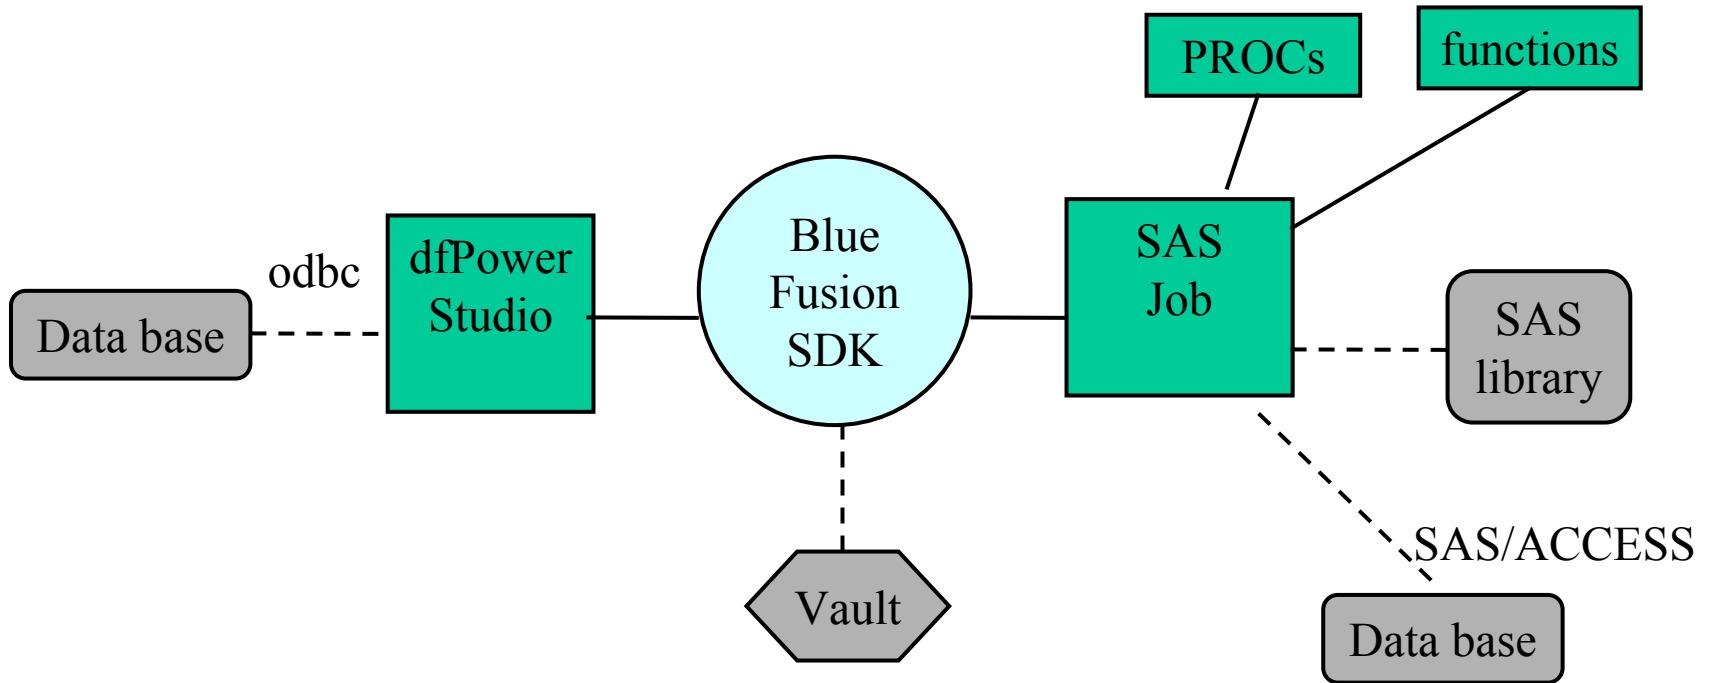 PROCs
functions
odbc
Data base
dfPower
Studio
Blue
Fusion
SDK
SAS
Job
SAS
library
Vault
SAS/ACCESS
Data base